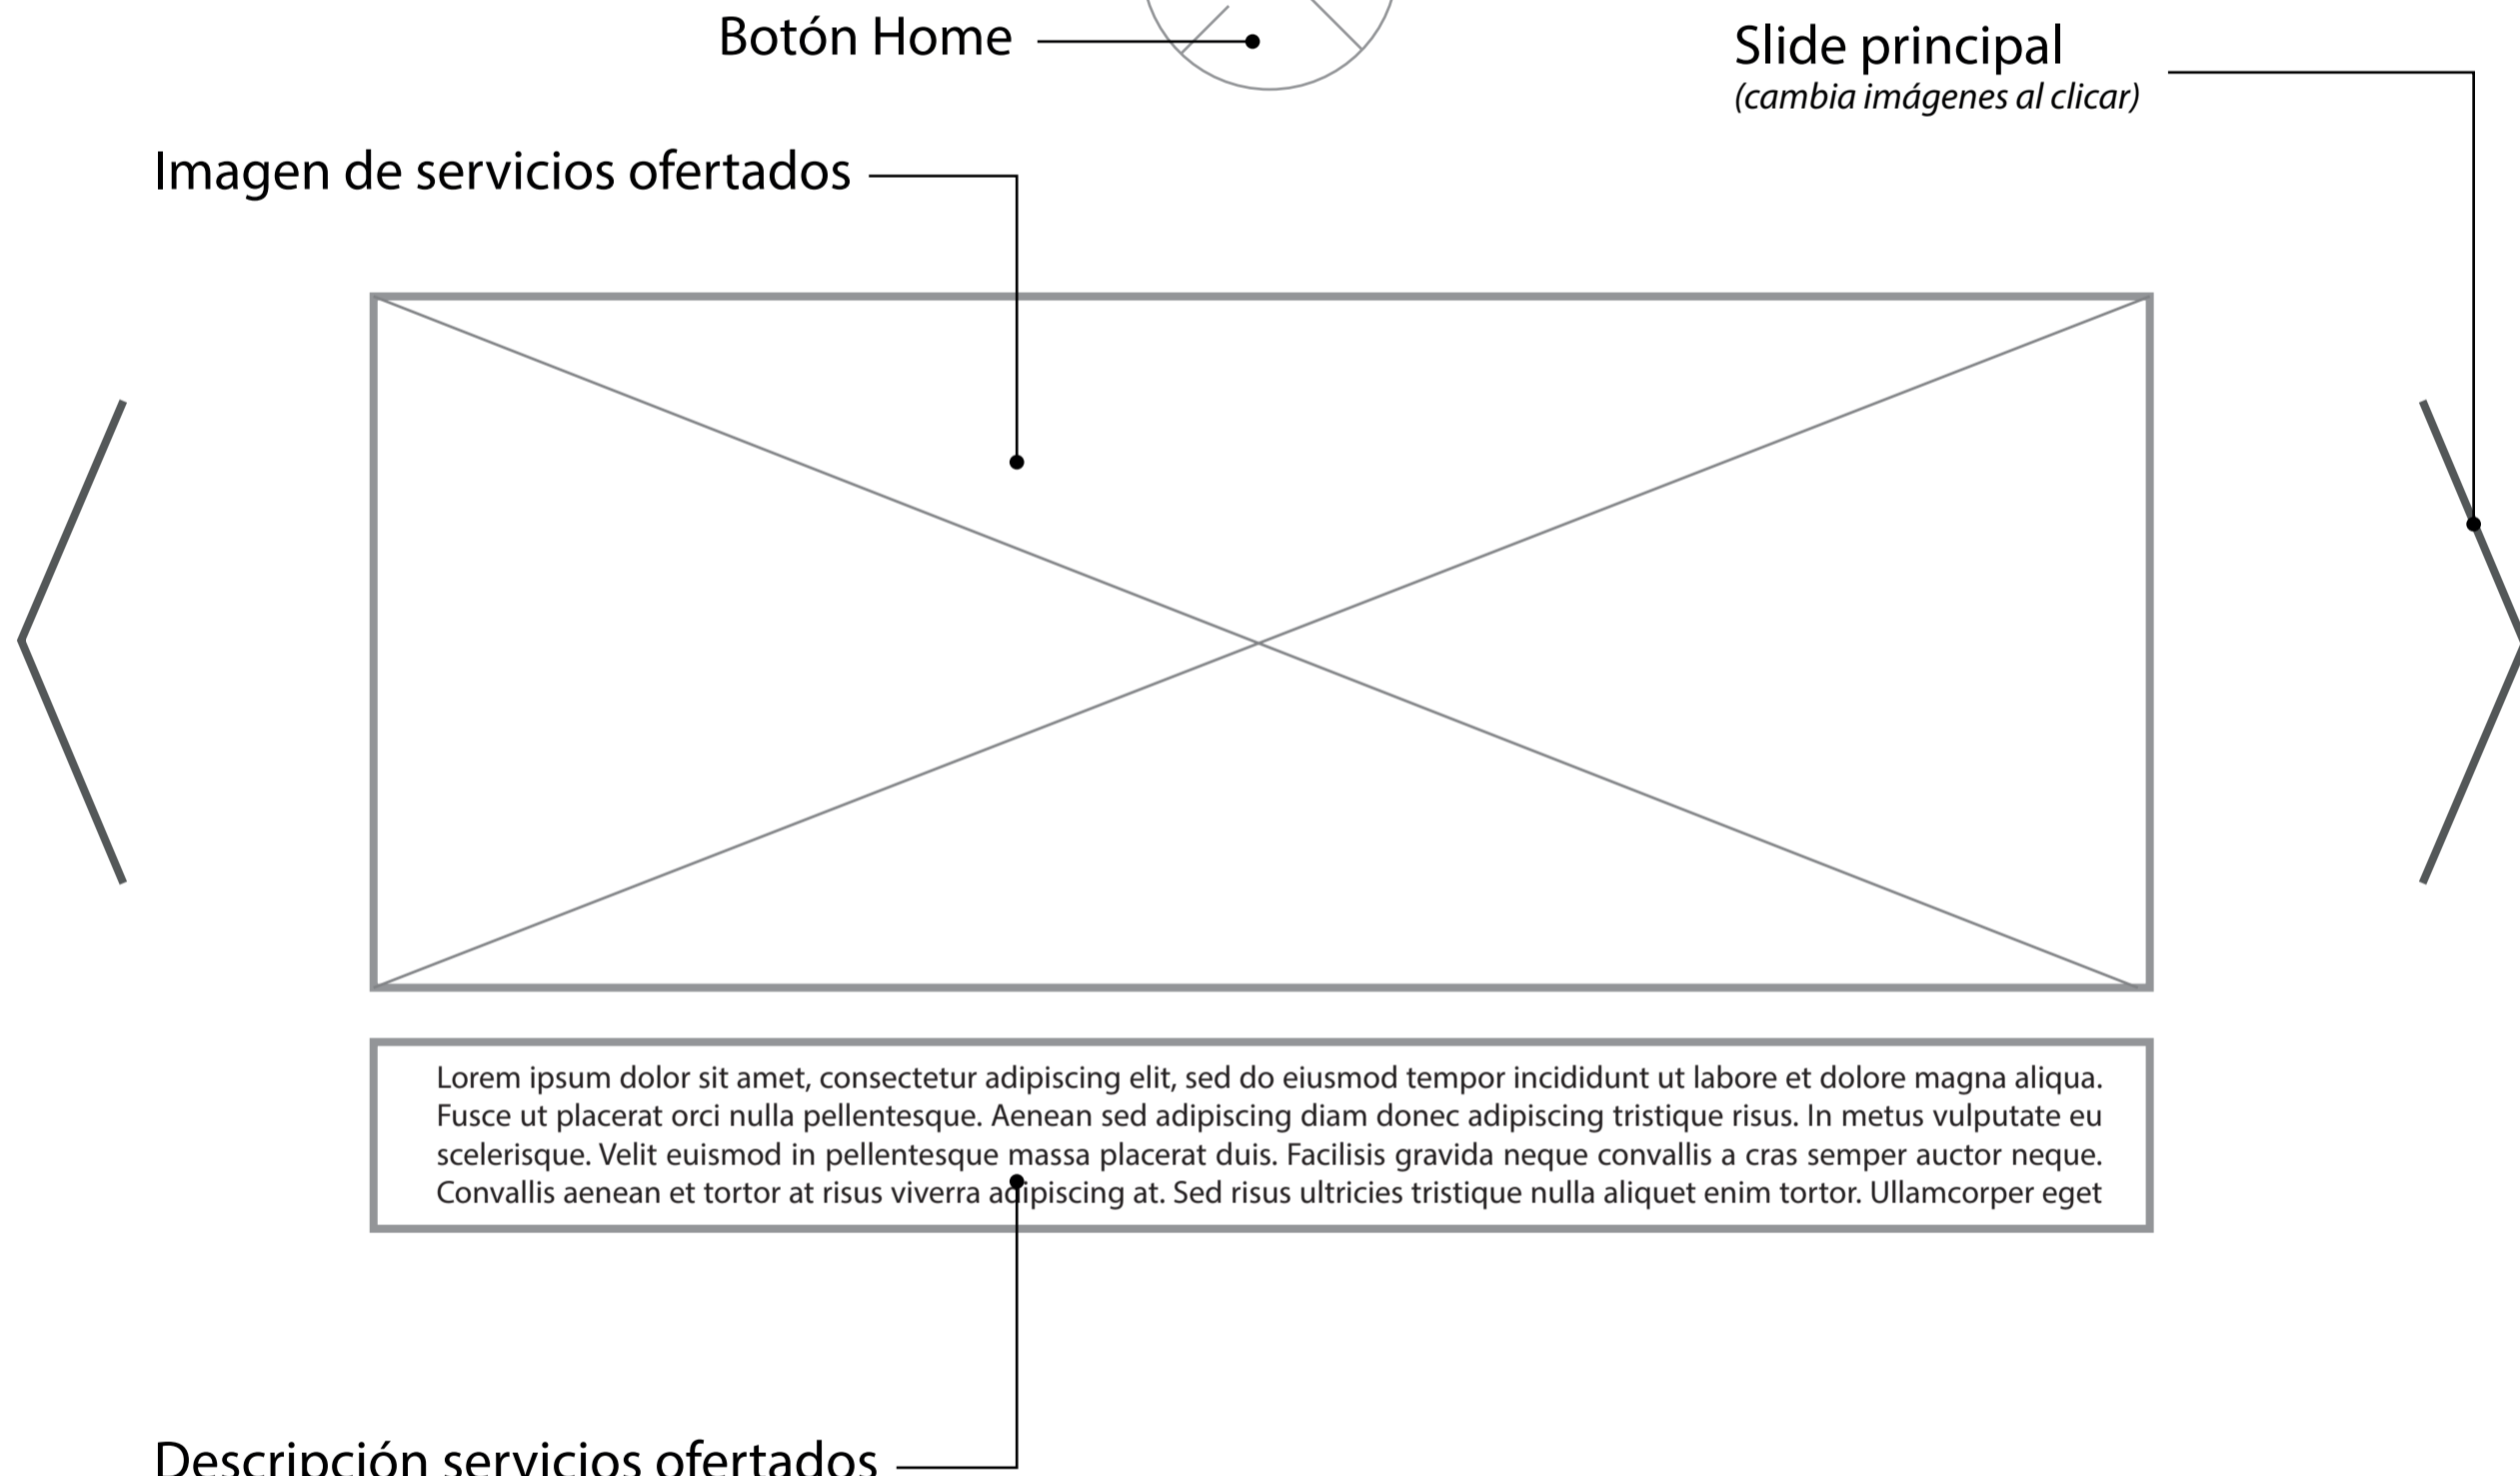 Botón Home
Slide principal
(cambia imágenes al clicar)
Imagen de servicios ofertados
Lorem ipsum dolor sit amet, consectetur adipiscing elit, sed do eiusmod tempor incididunt ut labore et dolore magna aliqua.
Fusce ut placerat orci nulla pellentesque. Aenean sed adipiscing diam donec adipiscing tristique risus. In metus vulputate eu
scelerisque. Velit euismod in pellentesque massa placerat duis. Facilisis gravida neque convallis a cras semper auctor neque.
Convallis aenean et tortor at risus viverra adipiscing at. Sed risus ultricies tristique nulla aliquet enim tortor. Ullamcorper eget
Descripción servicios ofertados